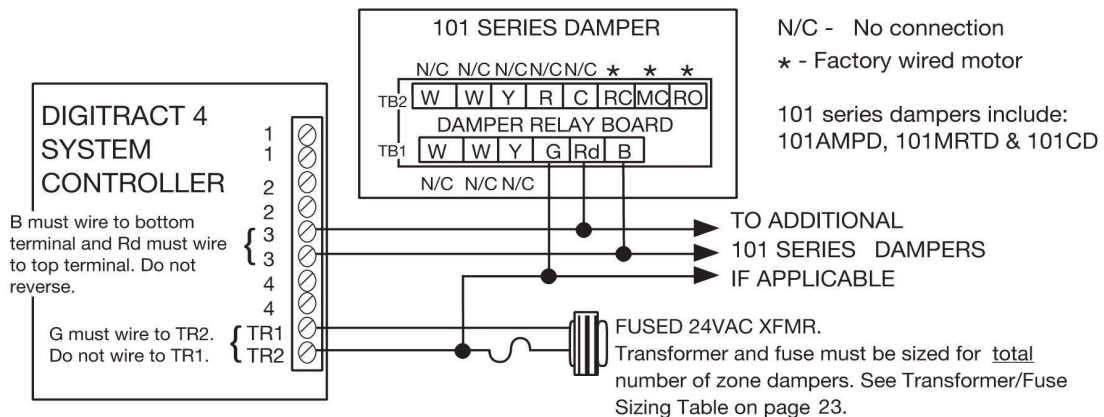 101 SERIES DAMPER
N/C N/C N/C N/C N/C * * *
TB2 W W Y R C RC MC RO
DAMPER RELAY BOARD
TB1 W W Y G Rd B
N/C N/C N/C
N/C - No connection
* - Factory wired motor
101 series dampers include:
101AMPD, 101MRTD & 101CD
DIGITRACT 4
SYSTEM
CONTROLLER
1
1
2
2
3
3
4
4
TR1
TR2
B must wire to bottom
terminal and Rd must wire
to top terminal. Do not
reverse.
G must wire to TR2.
Do not wire to TR1.
TO ADDITIONAL
101 SERIES DAMPERS
IF APPLICABLE
FUSED 24VAC XFMR.
Transformer and fuse must be sized for total
number of zone dampers. See Transformer/Fuse
Sizing Table on page 23.